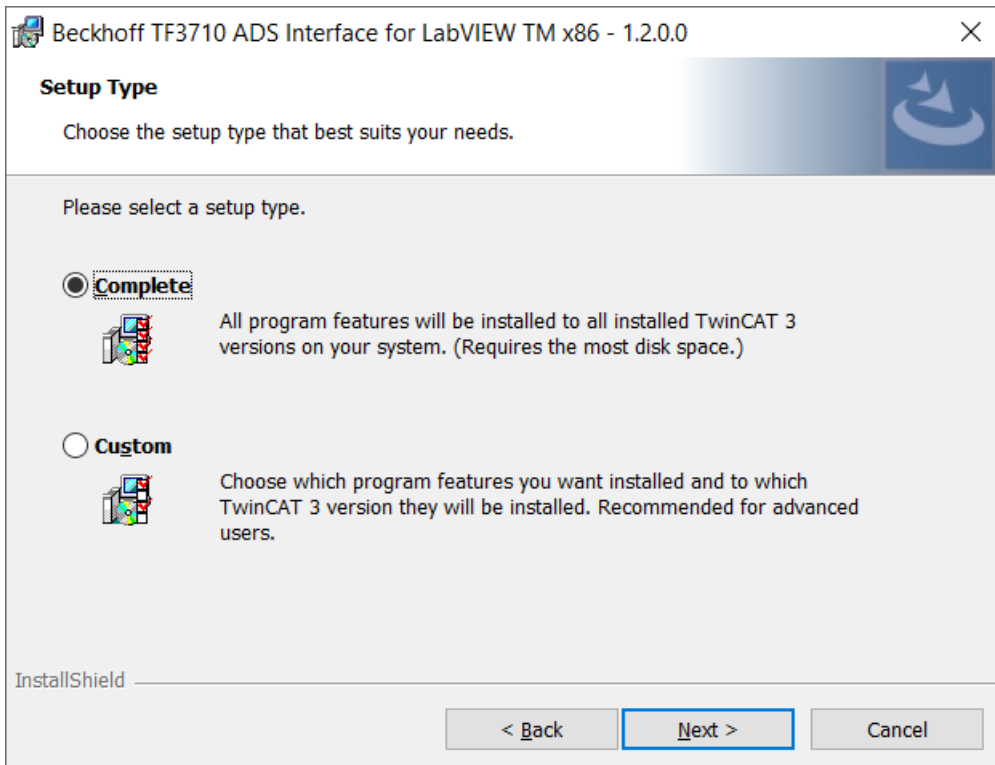 Beckhoff TF3710 ADS Interface for LabVIEW TM x86 - 1.2.0.0
Setup Type
Choose the setup type that best suits your needs.
Please select a setup type.
Complete
All program features will be installed to all installed TwinCAT 3
versions on your system. (Requires the most disk space.)
Custom
Choose which program features you want installed and to which
TwinCAT 3 version they will be installed. Recommended for advanced
users.
InstallShield
< Back Next > Cancel